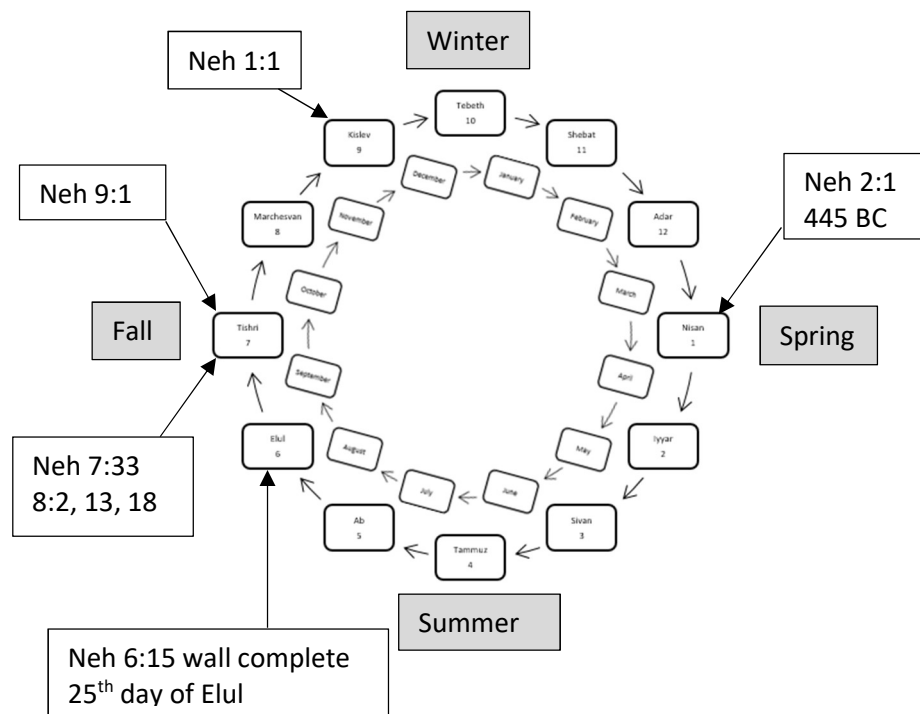 Winter
Neh 1:1
Tebeth
10
Kislev
9
Shebat
11
December
January
Neh 9:1
Neh 2:1
445 BC
Marchesvan
8
November
February
Adar
12
October
March
Fall
Tishri
7
Nisan
1
Spring
September
April
Neh 7:33
8:2, 13, 18
Elul
6
August
May
Iyyar
2
July
June
Ab
5
Sivan
3
Tammuz
4
Summer
Neh 6:15 wall complete
25th day of Elul